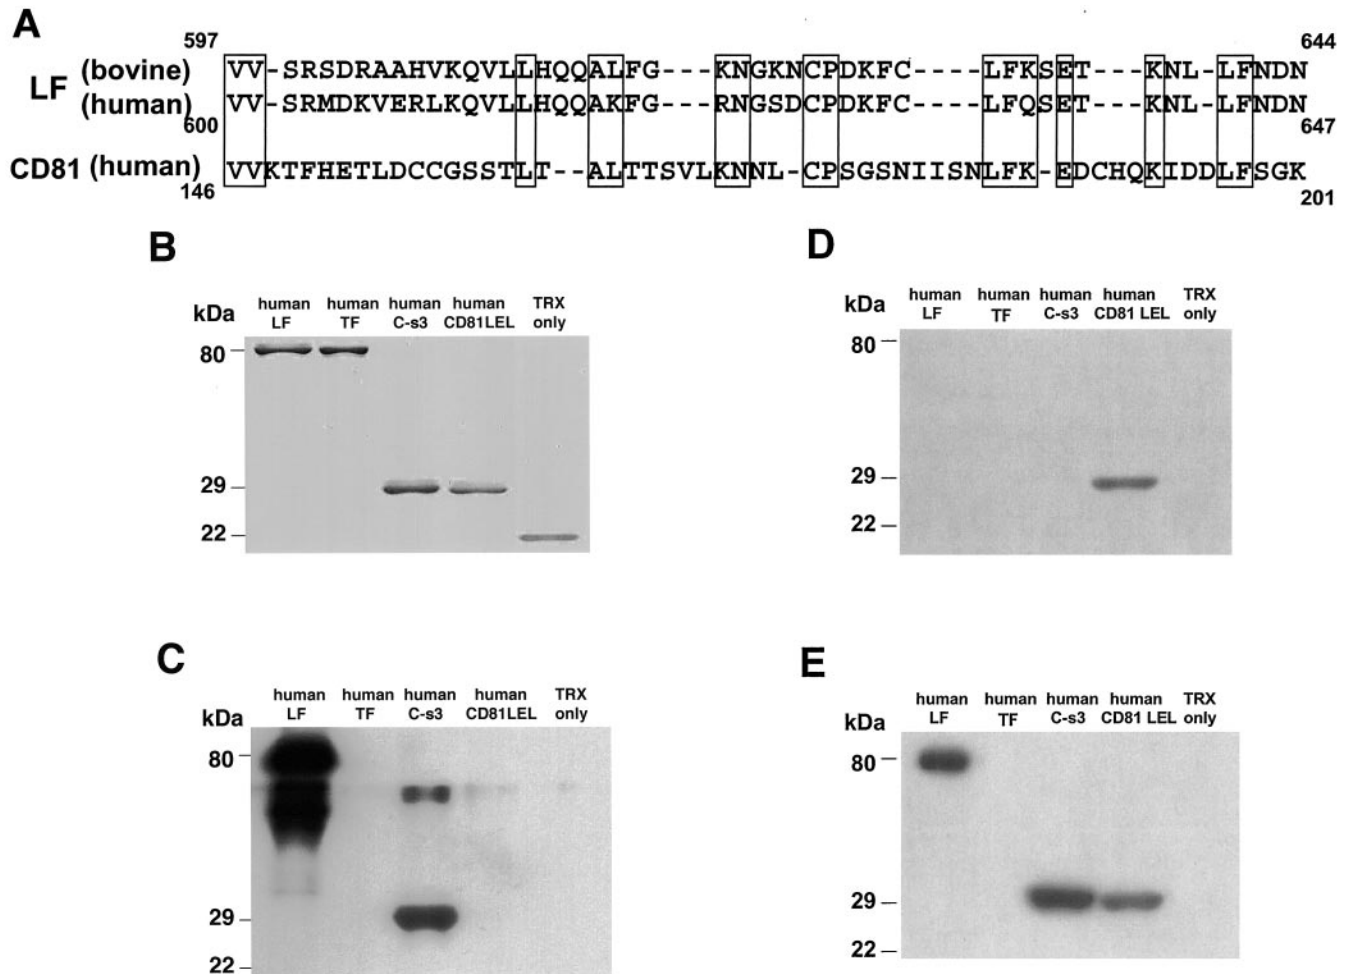 A
597 644
LF (bovine) VV-SRSDRAAHVKQVLLHQQALFG---KNGKNCPDKFC----LFKSET---KNL-LFNDN
(human) VV-SRMDKVERLKQVLLHQQAKFG---RNGSDCPDKFC----LFQSET---KNL-LFNDN
600 647
CD81 (human) VVKTFHETLDCCGSSTLT--ALTTSVLKNNL-CPSGSNIISNLFK-EDCHQKIDDLFSGK
146 201
B
kDa
human LF
human TF
human C-s3
human CD81LEL
TRX only
80
29
22
D
kDa
human LF
human TF
human C-s3
human CD81 LEL
TRX only
80
29
22
C
kDa
human LF
human TF
human C-s3
human CD81LEL
TRX only
80
29
22
E
kDa
human LF
human TF
human C-s3
human CD81 LEL
TRX only
80
29
22